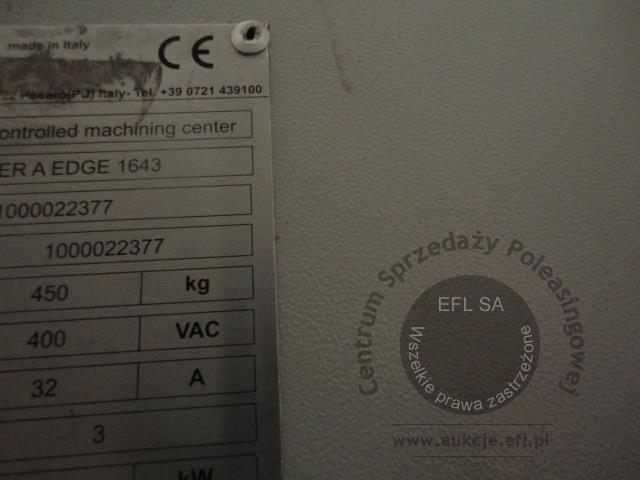 made in Italy
CE
Pesaro(PU) Italy- Tel. +39 0721 439100
ontrolled machining center
ER A EDGE 1643
1000022377
1000022377
450 kg
400 VAC
32 A
3
kW
Centrum Sprzedaży Poleasingowej
EFL SA
Wszelkie prawa zastrzeżone
www.aukcje.efl.pl